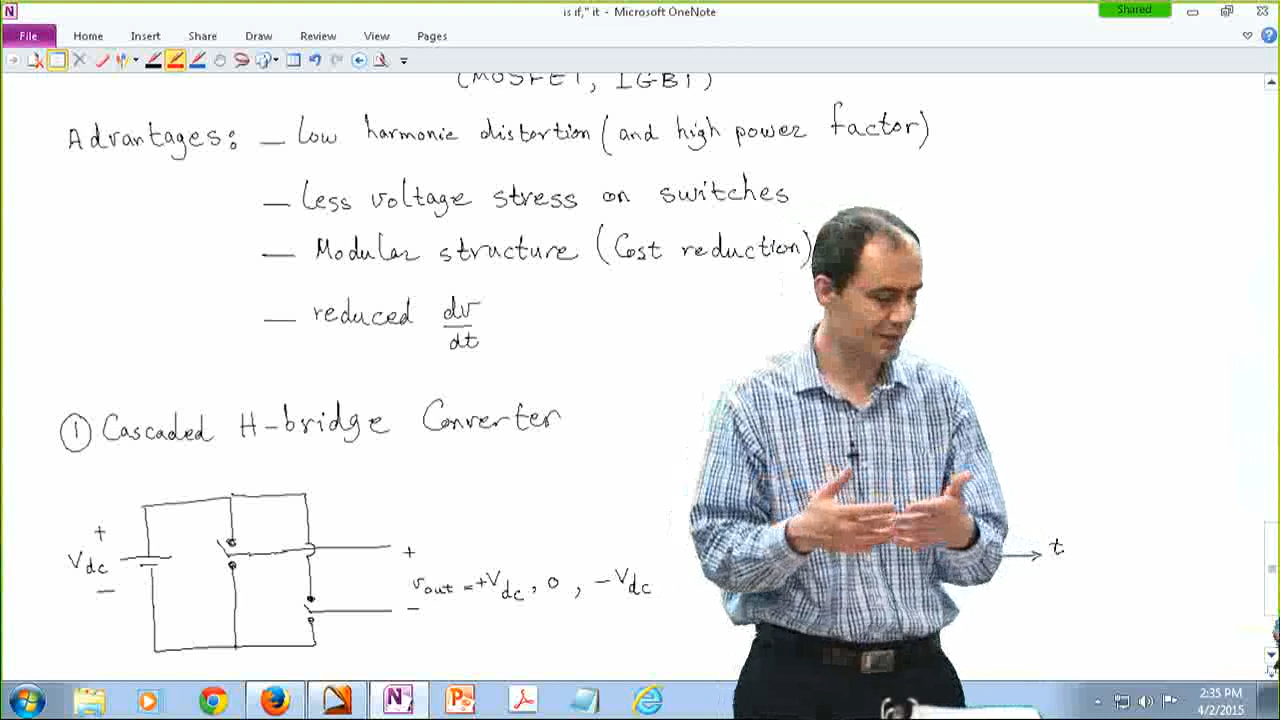 is if," it - Microsoft OneNote
Shared
File Home Insert Share Draw Review View Pages
(MOSFET, IGBT)
Advantages: — low harmonic distortion (and high power factor)
— less voltage stress on switches
— Modular structure (Cost reduction)
— reduced dv/dt
① Cascaded H-bridge Converter
+
Vdc
−
+
vout = +Vdc, 0, −Vdc
−
t
2:35 PM
4/2/2015